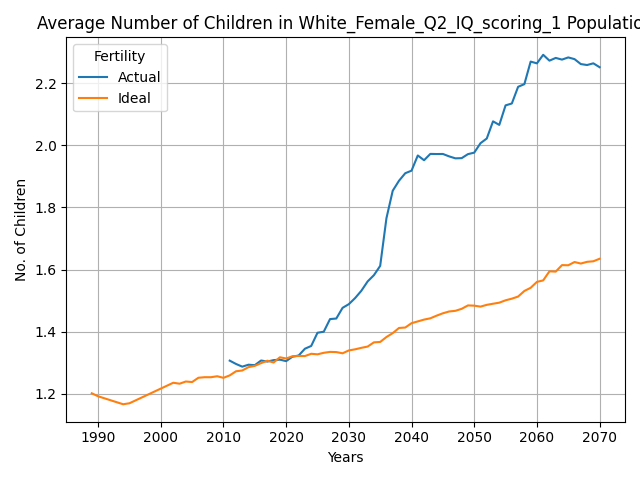 Average Number of Children in White_Female_Q2_IQ_scoring_1 Populatio
Fertility
Actual
Ideal
No. of Children
2.2
2.0
1.8
1.6
1.4
1.2
1990 2000 2010 2020 2030 2040 2050 2060 2070
Years